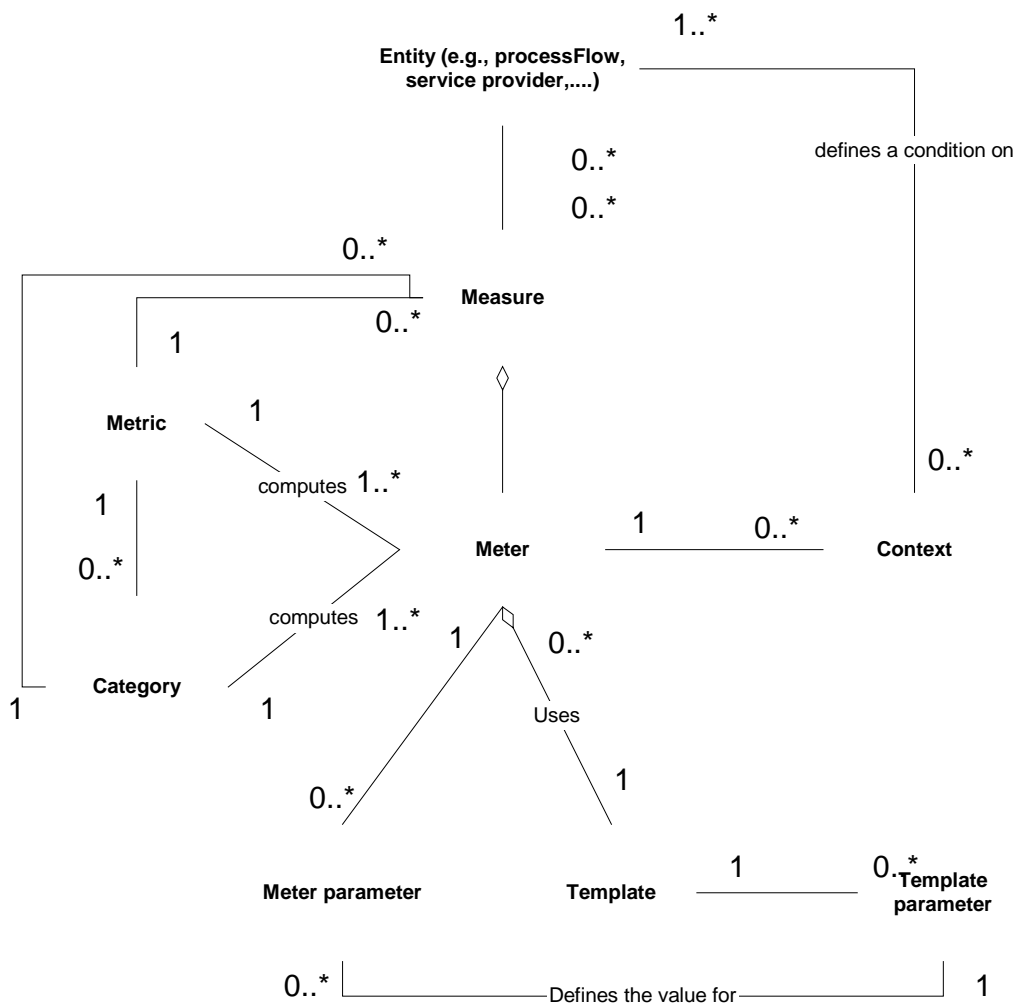 1..*
Entity (e.g., processFlow,
service provider,....)
defines a condition on
0..*
0..*
0..*
Measure
0..*
1
Metric
1
computes
1..*
0..*
1
Meter
1
0..*
Context
0..*
computes
1..*
1
0..*
Category
1
1
Uses
0..*
1
Meter parameter
Template
1
0..*
Template
parameter
0..*
Defines the value for
1